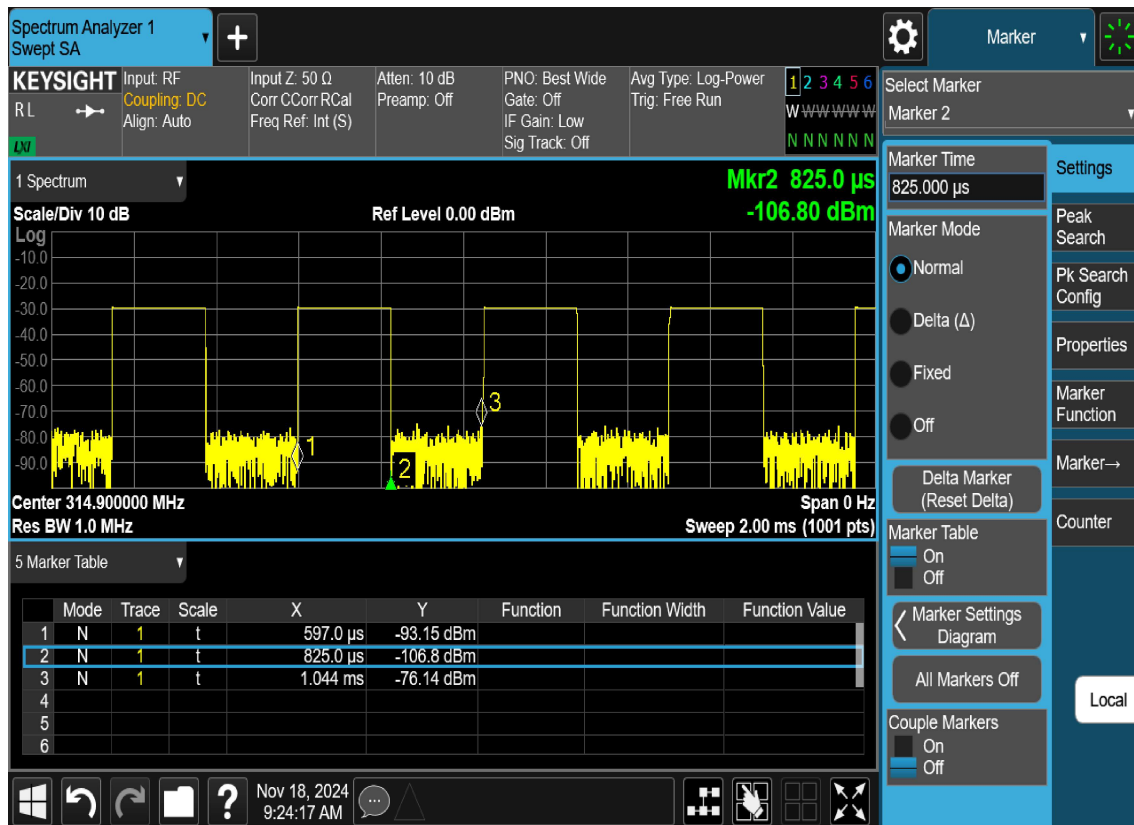 Spectrum Analyzer 1
Swept SA
+
Marker
KEYSIGHT
R L
LXI
Input: RF
Coupling: DC
Align: Auto
Input Z: 50 Ω
Corr CCorr RCal
Freq Ref: Int (S)
Atten: 10 dB
Preamp: Off
PNO: Best Wide
Gate: Off
IF Gain: Low
Sig Track: Off
Avg Type: Log-Power
Trig: Free Run
1 2 3 4 5 6
W W W W W W
N N N N N N
Select Marker
Marker 2
1 Spectrum
Mkr2 825.0 µs
Scale/Div 10 dB
Ref Level 0.00 dBm
-106.80 dBm
Log
-10.0
-20.0
-30.0
-40.0
-50.0
-60.0
-70.0
-80.0
-90.0
1
2
3
Center 314.900000 MHz
Span 0 Hz
Res BW 1.0 MHz
Sweep 2.00 ms (1001 pts)
5 Marker Table
Mode Trace Scale X Y Function Function Width Function Value
1 N 1 t 597.0 µs -93.15 dBm
2 N 1 t 825.0 µs -106.8 dBm
3 N 1 t 1.044 ms -76.14 dBm
4
5
6
Marker Time
825.000 µs
Marker Mode
Normal
Delta (Δ)
Fixed
Off
Delta Marker
(Reset Delta)
Marker Table
On
Off
Marker Settings
Diagram
All Markers Off
Couple Markers
On
Off
Settings
Peak
Search
Pk Search
Config
Properties
Marker
Function
Marker→
Counter
Local
?
Nov 18, 2024
9:24:17 AM